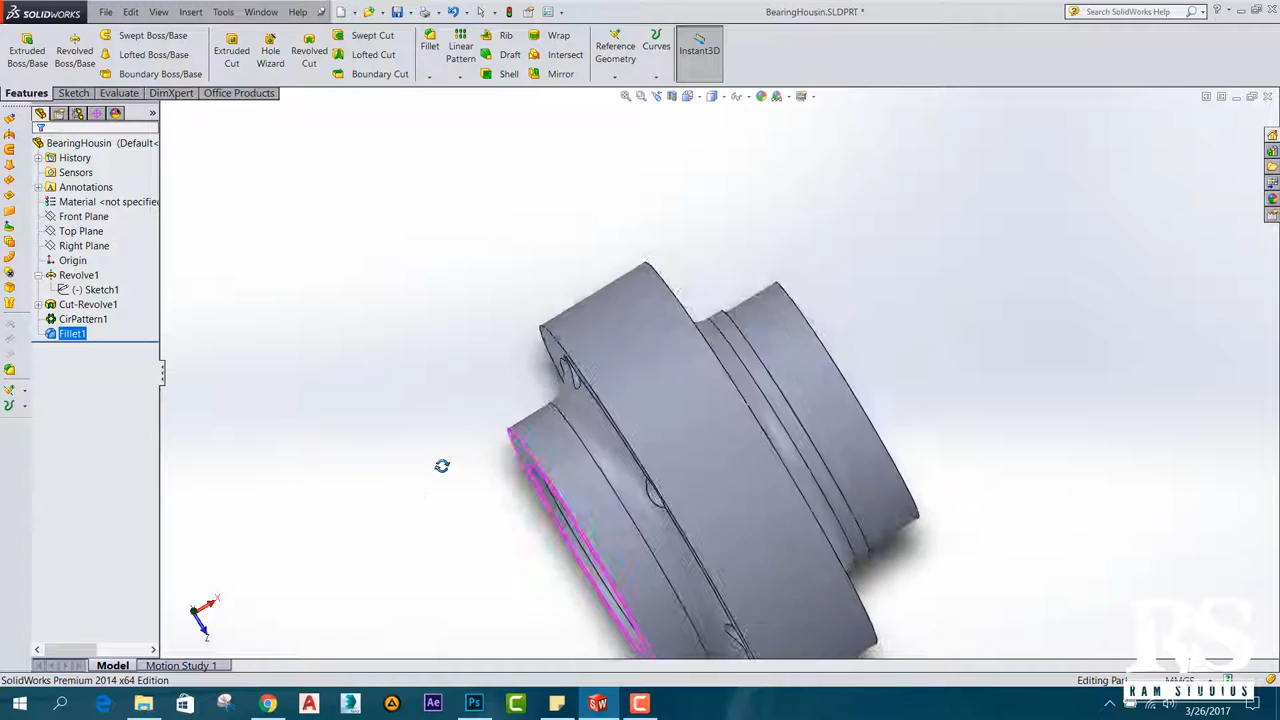 SOLIDWORKS
File Edit View Insert Tools Window Help
BearingHousin.SLDPRT *
Search SolidWorks Help
Extruded Boss/Base
Revolved Boss/Base
Swept Boss/Base
Lofted Boss/Base
Boundary Boss/Base
Extruded Cut
Hole Wizard
Revolved Cut
Swept Cut
Lofted Cut
Boundary Cut
Fillet
Linear Pattern
Rib
Draft
Shell
Wrap
Intersect
Mirror
Reference Geometry
Curves
Instant3D
Features Sketch Evaluate DimXpert Office Products
BearingHousin (Default<
History
Sensors
Annotations
Material <not specified
Front Plane
Top Plane
Right Plane
Origin
Revolve1
(-) Sketch1
Cut-Revolve1
CirPattern1
Fillet1
X
Z
Model Motion Study 1
SolidWorks Premium 2014 x64 Edition
Editing Part
MMGS
RS
RAM STUDIOS
3/26/2017